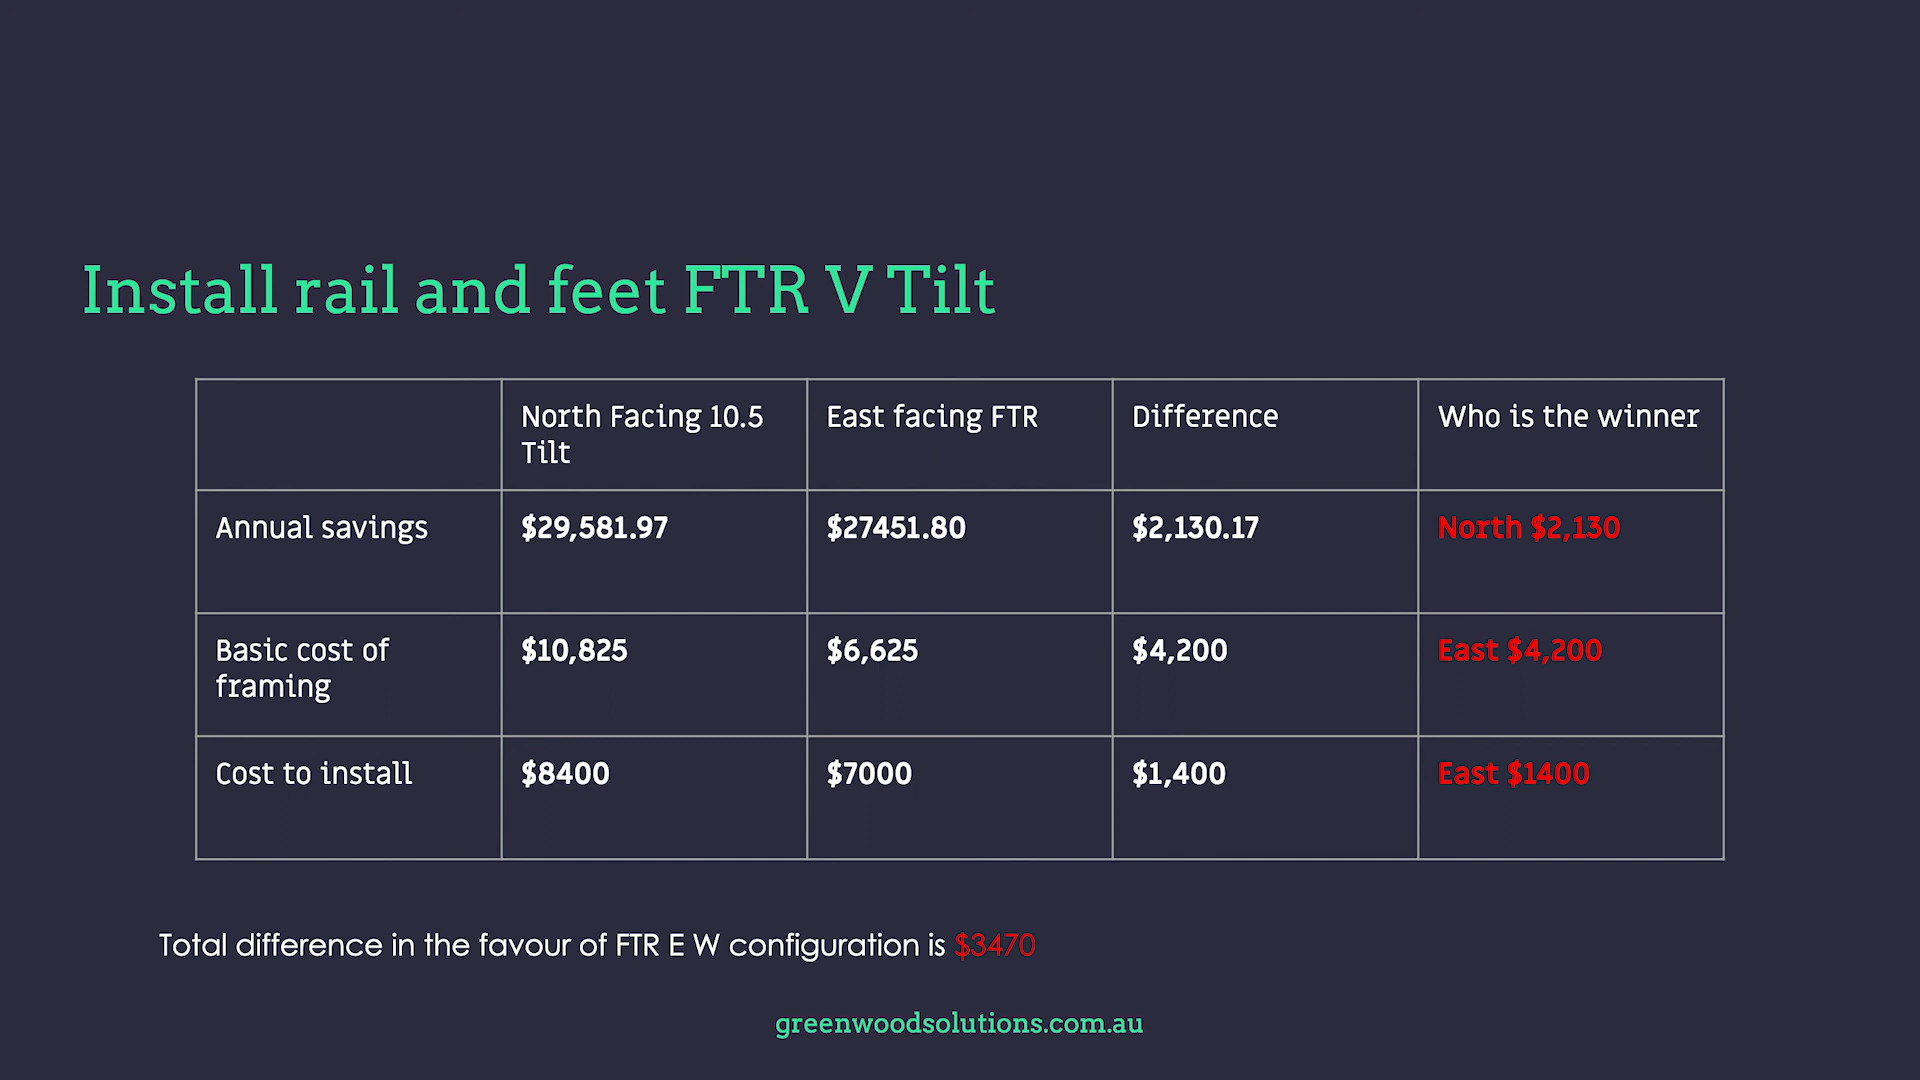 Install rail and feet FTR V Tilt
North Facing 10.5 Tilt
East facing FTR
Difference
Who is the winner
Annual savings
$29,581.97
$27451.80
$2,130.17
North $2,130
Basic cost of framing
$10,825
$6,625
$4,200
East $4,200
Cost to install
$8400
$7000
$1,400
East $1400
Total difference in the favour of FTR E W configuration is $3470
greenwoodsolutions.com.au